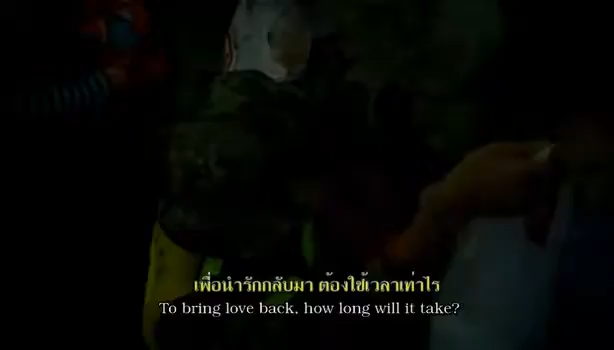 เพื่อนำรักกลับมา ต้องใช้เวลาเท่าไร
To bring love back, how long will it take?